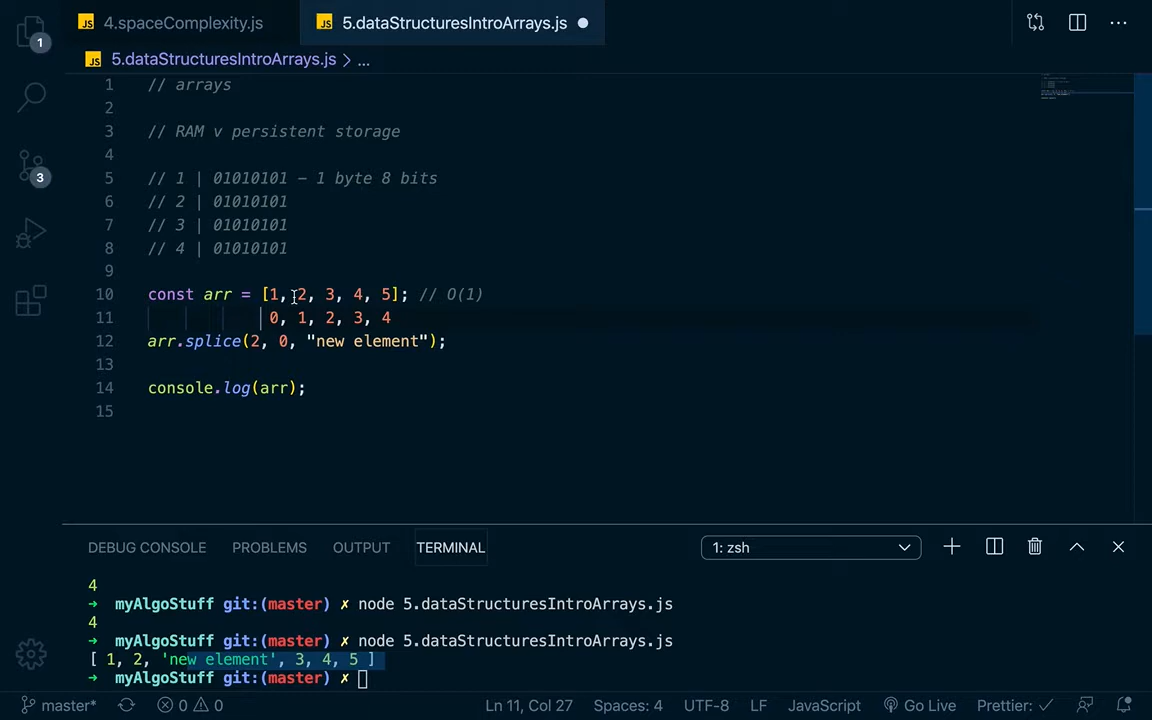 1
JS 4.spaceComplexity.js
JS 5.dataStructuresIntroArrays.js
JS 5.dataStructuresIntroArrays.js > ...
3
1 // arrays
2
3 // RAM v persistent storage
4
5 // 1 | 01010101 – 1 byte 8 bits
6 // 2 | 01010101
7 // 3 | 01010101
8 // 4 | 01010101
9
10 const arr = [1, 2, 3, 4, 5]; // O(1)
11 0, 1, 2, 3, 4
12 arr.splice(2, 0, "new element");
13
14 console.log(arr);
15
DEBUG CONSOLE PROBLEMS OUTPUT TERMINAL 1: zsh
4
→ myAlgoStuff git:(master) ✗ node 5.dataStructuresIntroArrays.js
4
→ myAlgoStuff git:(master) ✗ node 5.dataStructuresIntroArrays.js
[ 1, 2, 'new element', 3, 4, 5 ]
→ myAlgoStuff git:(master) ✗
master* 0 0 Ln 11, Col 27 Spaces: 4 UTF-8 LF JavaScript Go Live Prettier: ✓